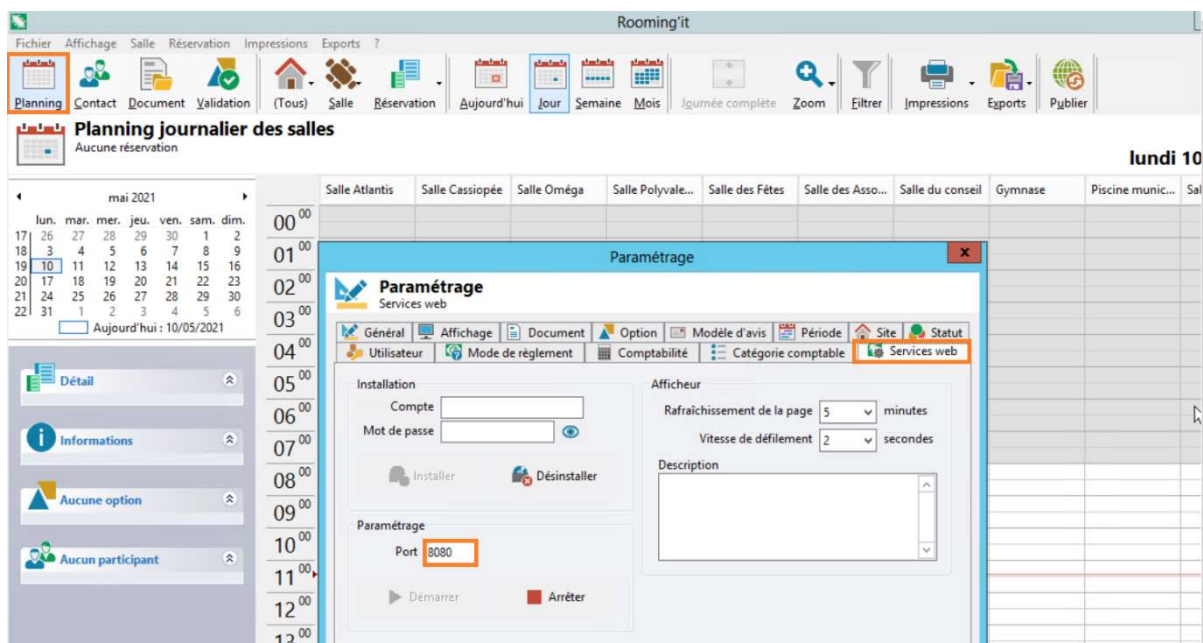 Rooming'it
Fichier Affichage Salle Réservation Impressions Exports ?
Planning Contact Document Validation (Tous) Salle Réservation Aujourd'hui Jour Semaine Mois Journée complète Zoom Filtrer Impressions Exports Publier
Planning journalier des salles
Aucune réservation
lundi 10
mai 2021
lun. mar. mer. jeu. ven. sam. dim.
17 26 27 28 29 30 1 2
18 3 4 5 6 7 8 9
19 10 11 12 13 14 15 16
20 17 18 19 20 21 22 23
21 24 25 26 27 28 29 30
22 31 1 2 3 4 5 6
Aujourd'hui : 10/05/2021
Détail
Informations
Aucune option
Aucun participant
Salle Atlantis Salle Cassiopée Salle Oméga Salle Polyvale... Salle des Fêtes Salle des Asso... Salle du conseil Gymnase Piscine munic... Sal
00 00
01 00
02 00
03 00
04 00
05 00
06 00
07 00
08 00
09 00
10 00
11 00
12 00
13 00
Paramétrage
Paramétrage
Services web
Général Affichage Document Option Modèle d'avis Période Site Statut
Utilisateur Mode de règlement Comptabilité Catégorie comptable Services web
Installation
Compte
Mot de passe
Installer Désinstaller
Paramétrage
Port 8080
Démarrer Arrêter
Afficheur
Rafraîchissement de la page 5 minutes
Vitesse de défilement 2 secondes
Description